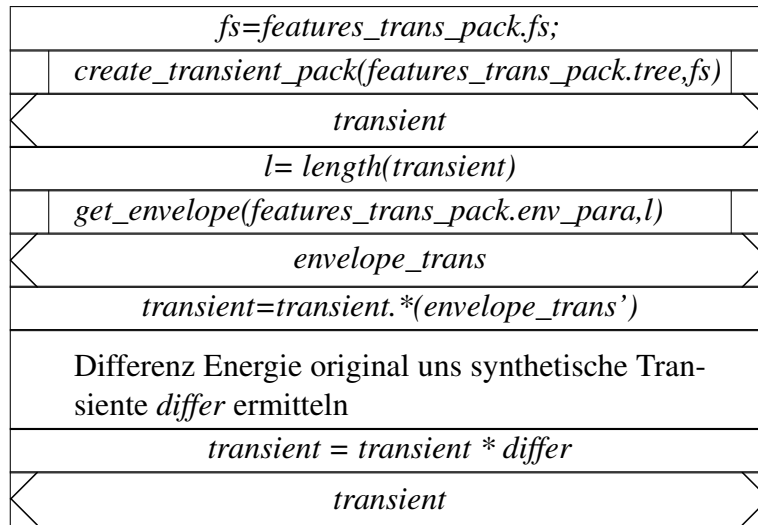 fs=features_trans_pack.fs;
create_transient_pack(features_trans_pack.tree,fs)
transient
l= length(transient)
get_envelope(features_trans_pack.env_para,l)
envelope_trans
transient=transient.*(envelope_trans’)
Differenz Energie original uns synthetische Tran-
siente differ ermitteln
transient = transient * differ
transient